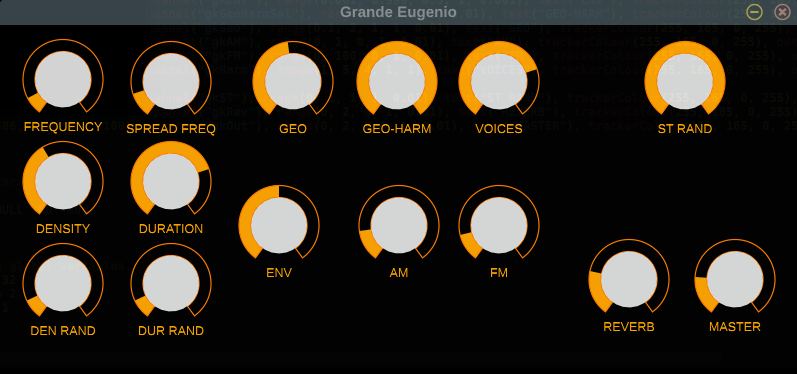 Grande Eugenio
FREQUENCY
SPREAD FREQ
GEO
GEO-HARM
VOICES
ST RAND
DENSITY
DURATION
ENV
AM
FM
DEN RAND
DUR RAND
REVERB
MASTER